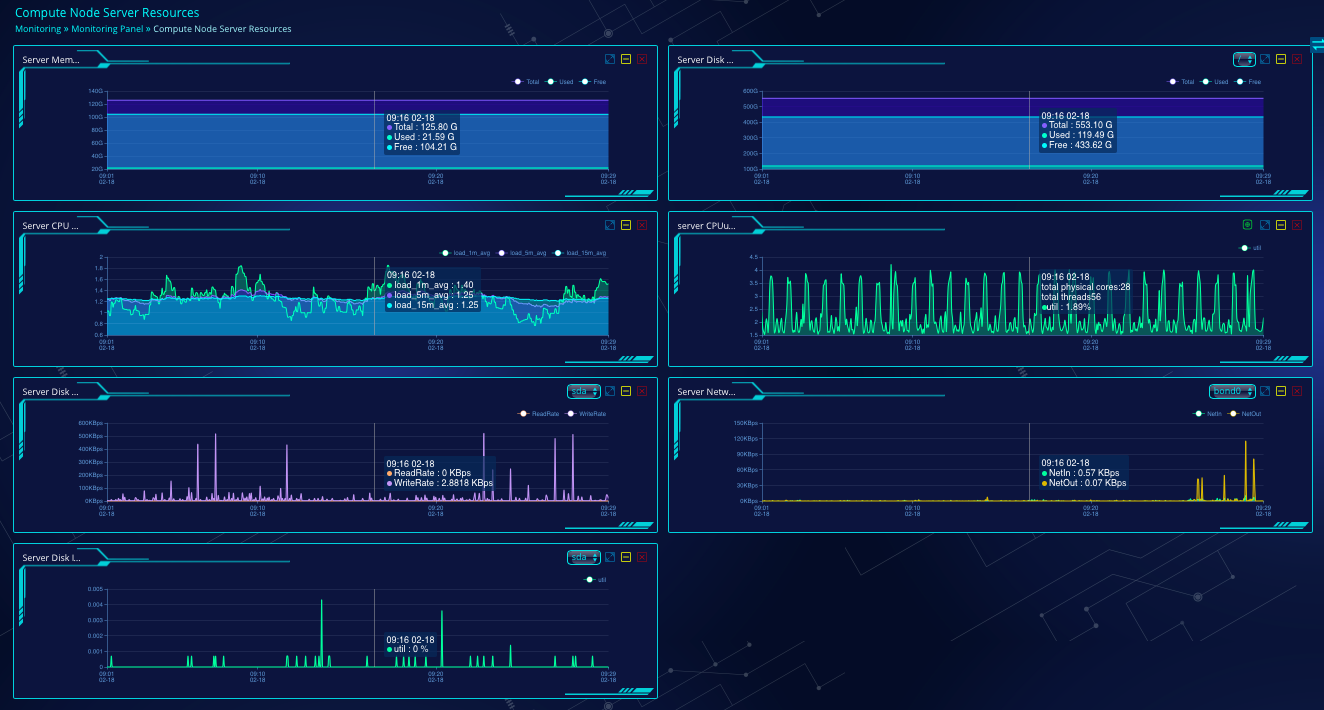 Compute Node Server Resources
Monitoring » Monitoring Panel » Compute Node Server Resources
Server Mem...
Total Used Free
140G
120G
100G
80G
60G
40G
20G
09:16 02-18
Total : 125.80 G
Used : 21.59 G
Free : 104.21 G
09:01 09:10 09:20 09:29
02-18 02-18 02-18 02-18
Server Disk ...
/
Total Used Free
600G
500G
400G
300G
200G
100G
09:16 02-18
Total : 553.10 G
Used : 119.49 G
Free : 433.62 G
09:01 09:10 09:20 09:29
02-18 02-18 02-18 02-18
Server CPU ...
load_1m_avg load_5m_avg load_15m_avg
2
1.8
1.6
1.4
1.2
1
0.8
0.6
09:16 02-18
load_1m_avg : 1.40
load_5m_avg : 1.25
load_15m_avg : 1.25
09:01 09:10 09:20 09:29
02-18 02-18 02-18 02-18
server CPUu...
util
4.5
4
3.5
3
2.5
2
1.5
09:16 02-18
total physical cores:28
total threads56
util : 1.89%
09:01 09:10 09:20 09:29
02-18 02-18 02-18 02-18
Server Disk ...
sda
ReadRate WriteRate
600KBps
500KBps
400KBps
300KBps
200KBps
100KBps
0KBps
09:16 02-18
ReadRate : 0 KBps
WriteRate : 2.8818 KBps
09:01 09:10 09:20 09:29
02-18 02-18 02-18 02-18
Server Netw...
bond0
NetIn NetOut
150KBps
120KBps
90KBps
60KBps
30KBps
0KBps
09:16 02-18
NetIn : 0.57 KBps
NetOut : 0.07 KBps
09:01 09:10 09:20 09:29
02-18 02-18 02-18 02-18
Server Disk I...
sda
util
0.005
0.004
0.003
0.002
0.001
0
09:16 02-18
util : 0 %
09:01 09:10 09:20 09:29
02-18 02-18 02-18 02-18